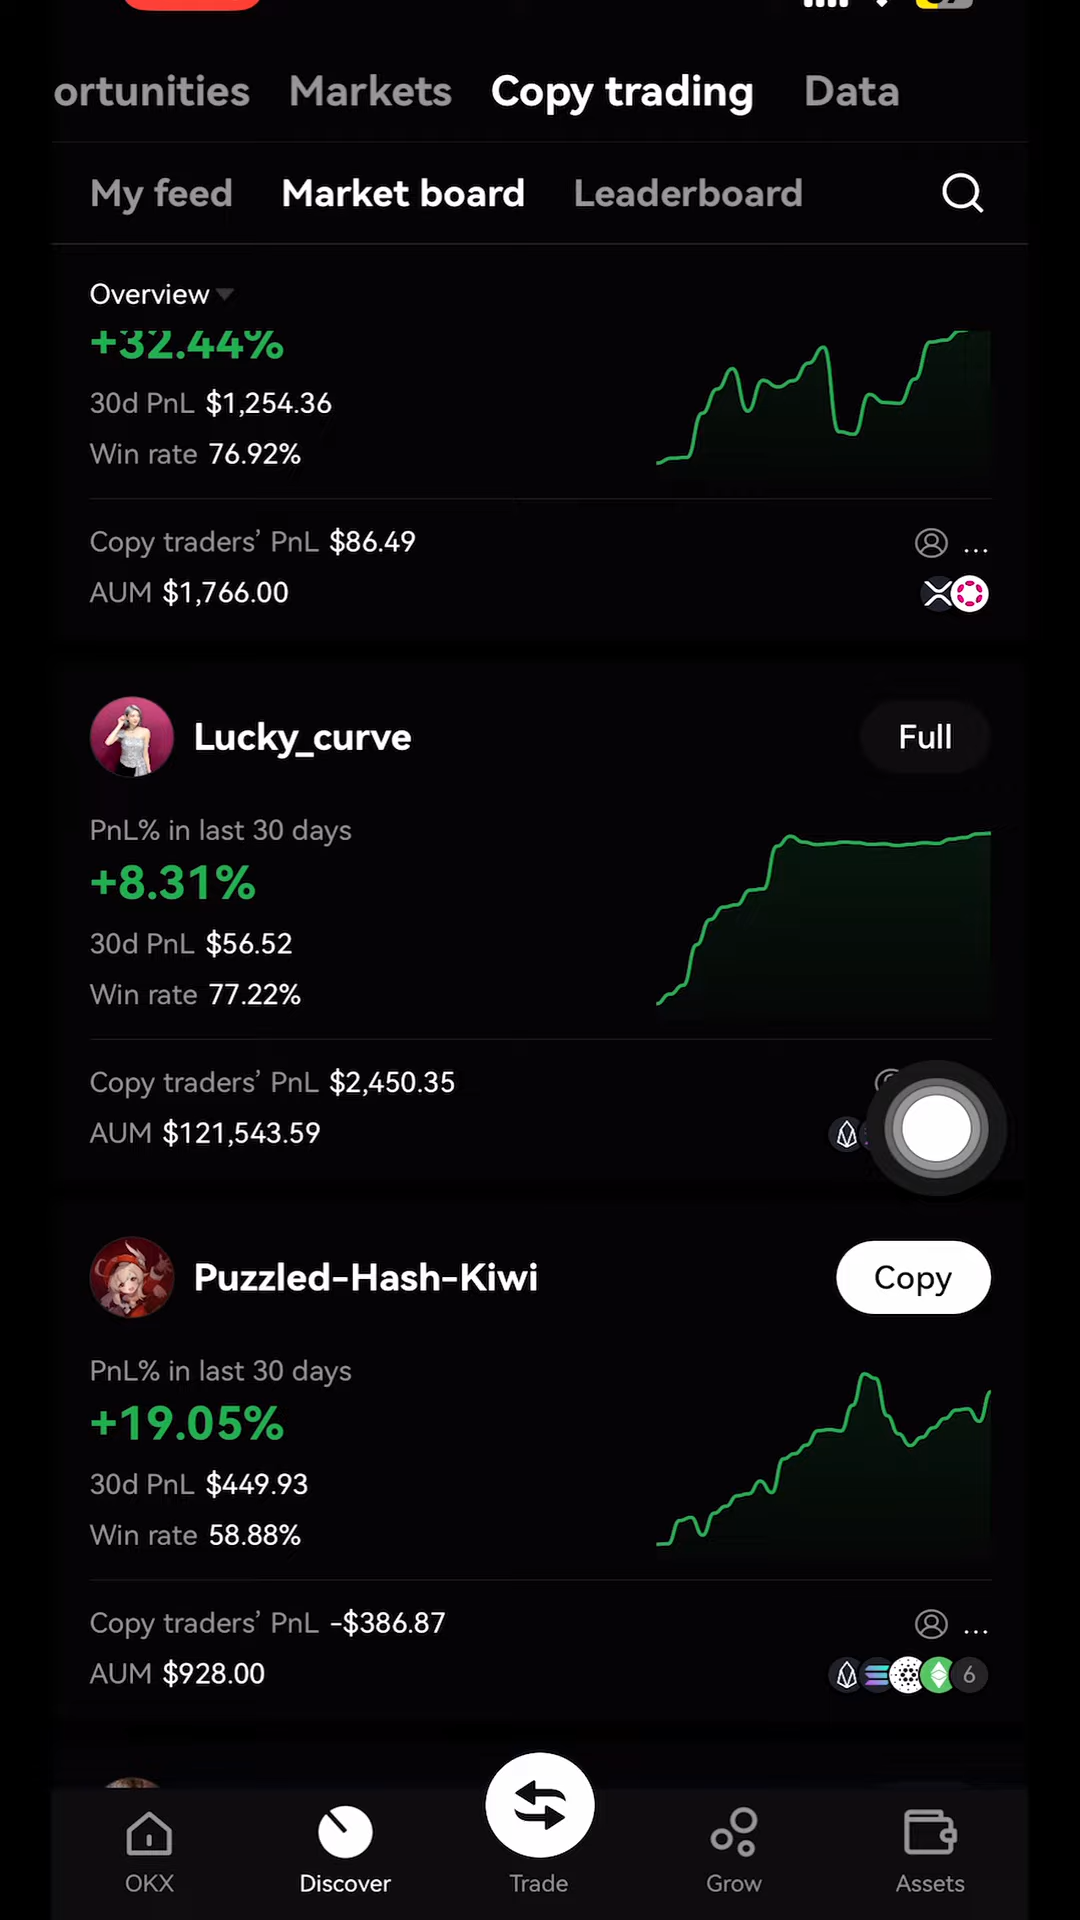 ortunities Markets Copy trading Data
My feed Market board Leaderboard
Overview
+32.44%
30d PnL $1,254.36
Win rate 76.92%
Copy traders’ PnL $86.49
...
AUM $1,766.00
Lucky_curve
Full
PnL% in last 30 days
+8.31%
30d PnL $56.52
Win rate 77.22%
Copy traders’ PnL $2,450.35
AUM $121,543.59
Puzzled-Hash-Kiwi
Copy
PnL% in last 30 days
+19.05%
30d PnL $449.93
Win rate 58.88%
Copy traders’ PnL -$386.87
...
AUM $928.00
6
OKX Discover Trade Grow Assets